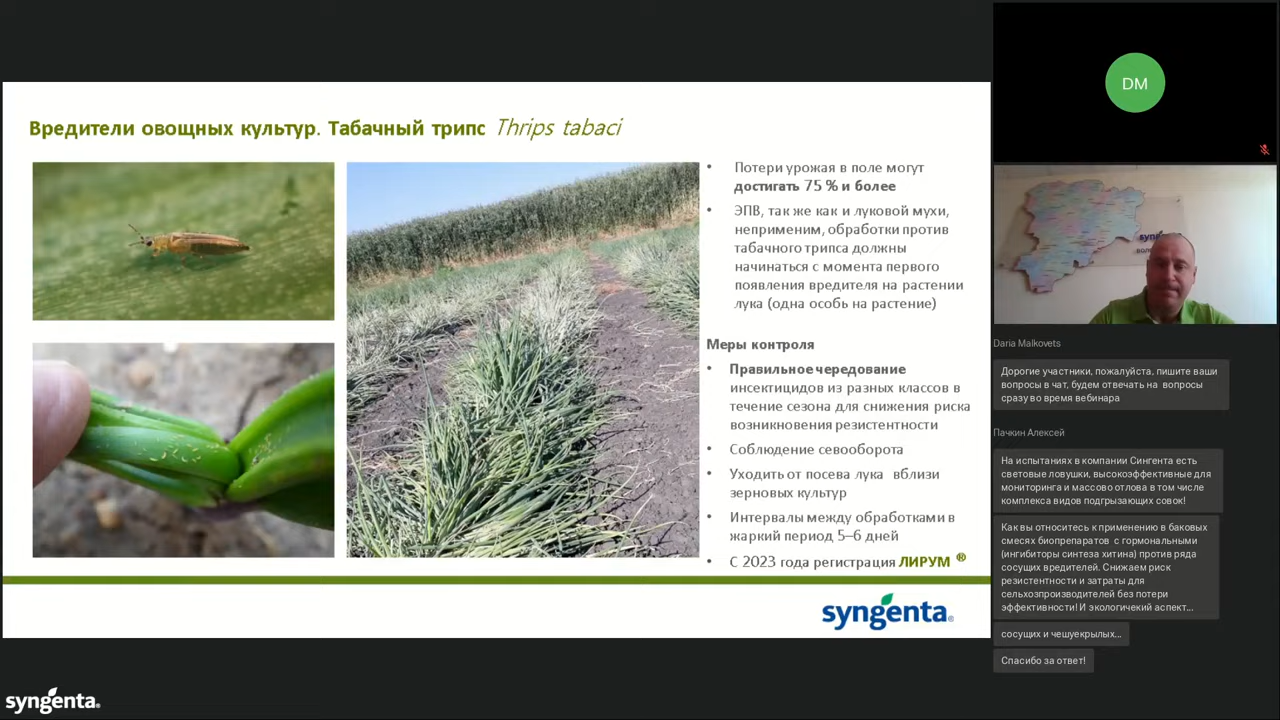 Вредители овощных культур. Табачный трипс Thrips tabaci
• Потери урожая в поле могут
достигать 75 % и более
• ЭПВ, так же как и луковой мухи,
неприменим, обработки против
табачного трипса должны
начинаться с момента первого
появления вредителя на растении
лука (одна особь на растение)
Меры контроля
• Правильное чередование
инсектицидов из разных классов в
течение сезона для снижения риска
возникновения резистентности
• Соблюдение севооборота
• Уходить от посева лука вблизи
зерновых культур
• Интервалы между обработками в
жаркий период 5–6 дней
• С 2023 года регистрация ЛИРУМ ®
syngenta®
syngenta®
DM
Daria Malkovets
Дорогие участники, пожалуйста, пишите ваши
вопросы в чат, будем отвечать на вопросы
сразу во время вебинара
Пачкин Алексей
На испытаниях в компании Сингента есть
световые ловушки, высокоэффективные для
мониторинга и массово отлова в том числе
комплекса видов подгрызающих совок!
Как вы относитесь к применению в баковых
смесях биопрепаратов с гормональными
(ингибиторы синтеза хитина) против ряда
сосущих вредителей. Снижаем риск
резистентности и затраты для
сельхозпроизводителей без потери
эффективности! И экологичекий аспект...
сосущих и чешуекрылых...
Спасибо за ответ!